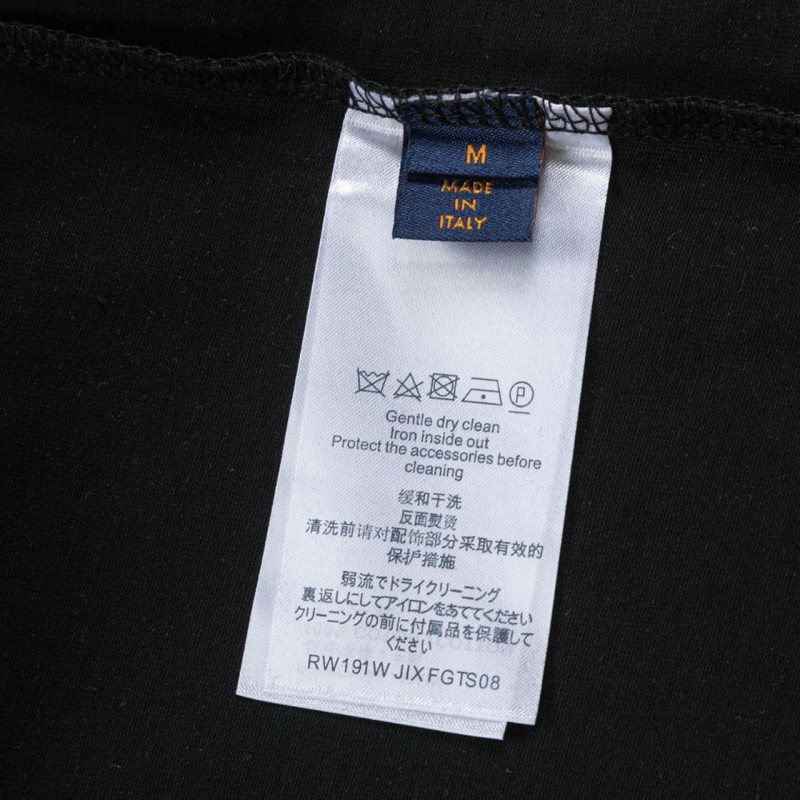 M
MADE
IN
ITALY
Gentle dry clean
Iron inside out
Protect the accessories before
cleaning
缓和干洗
反面熨烫
清洗前请对配饰部分采取有效的
保护措施
弱流でドライクリーニング
裏返しにしてアイロンをあててください
クリーニングの前に付属品を保護して
ください
RW191W JIXFGTS08